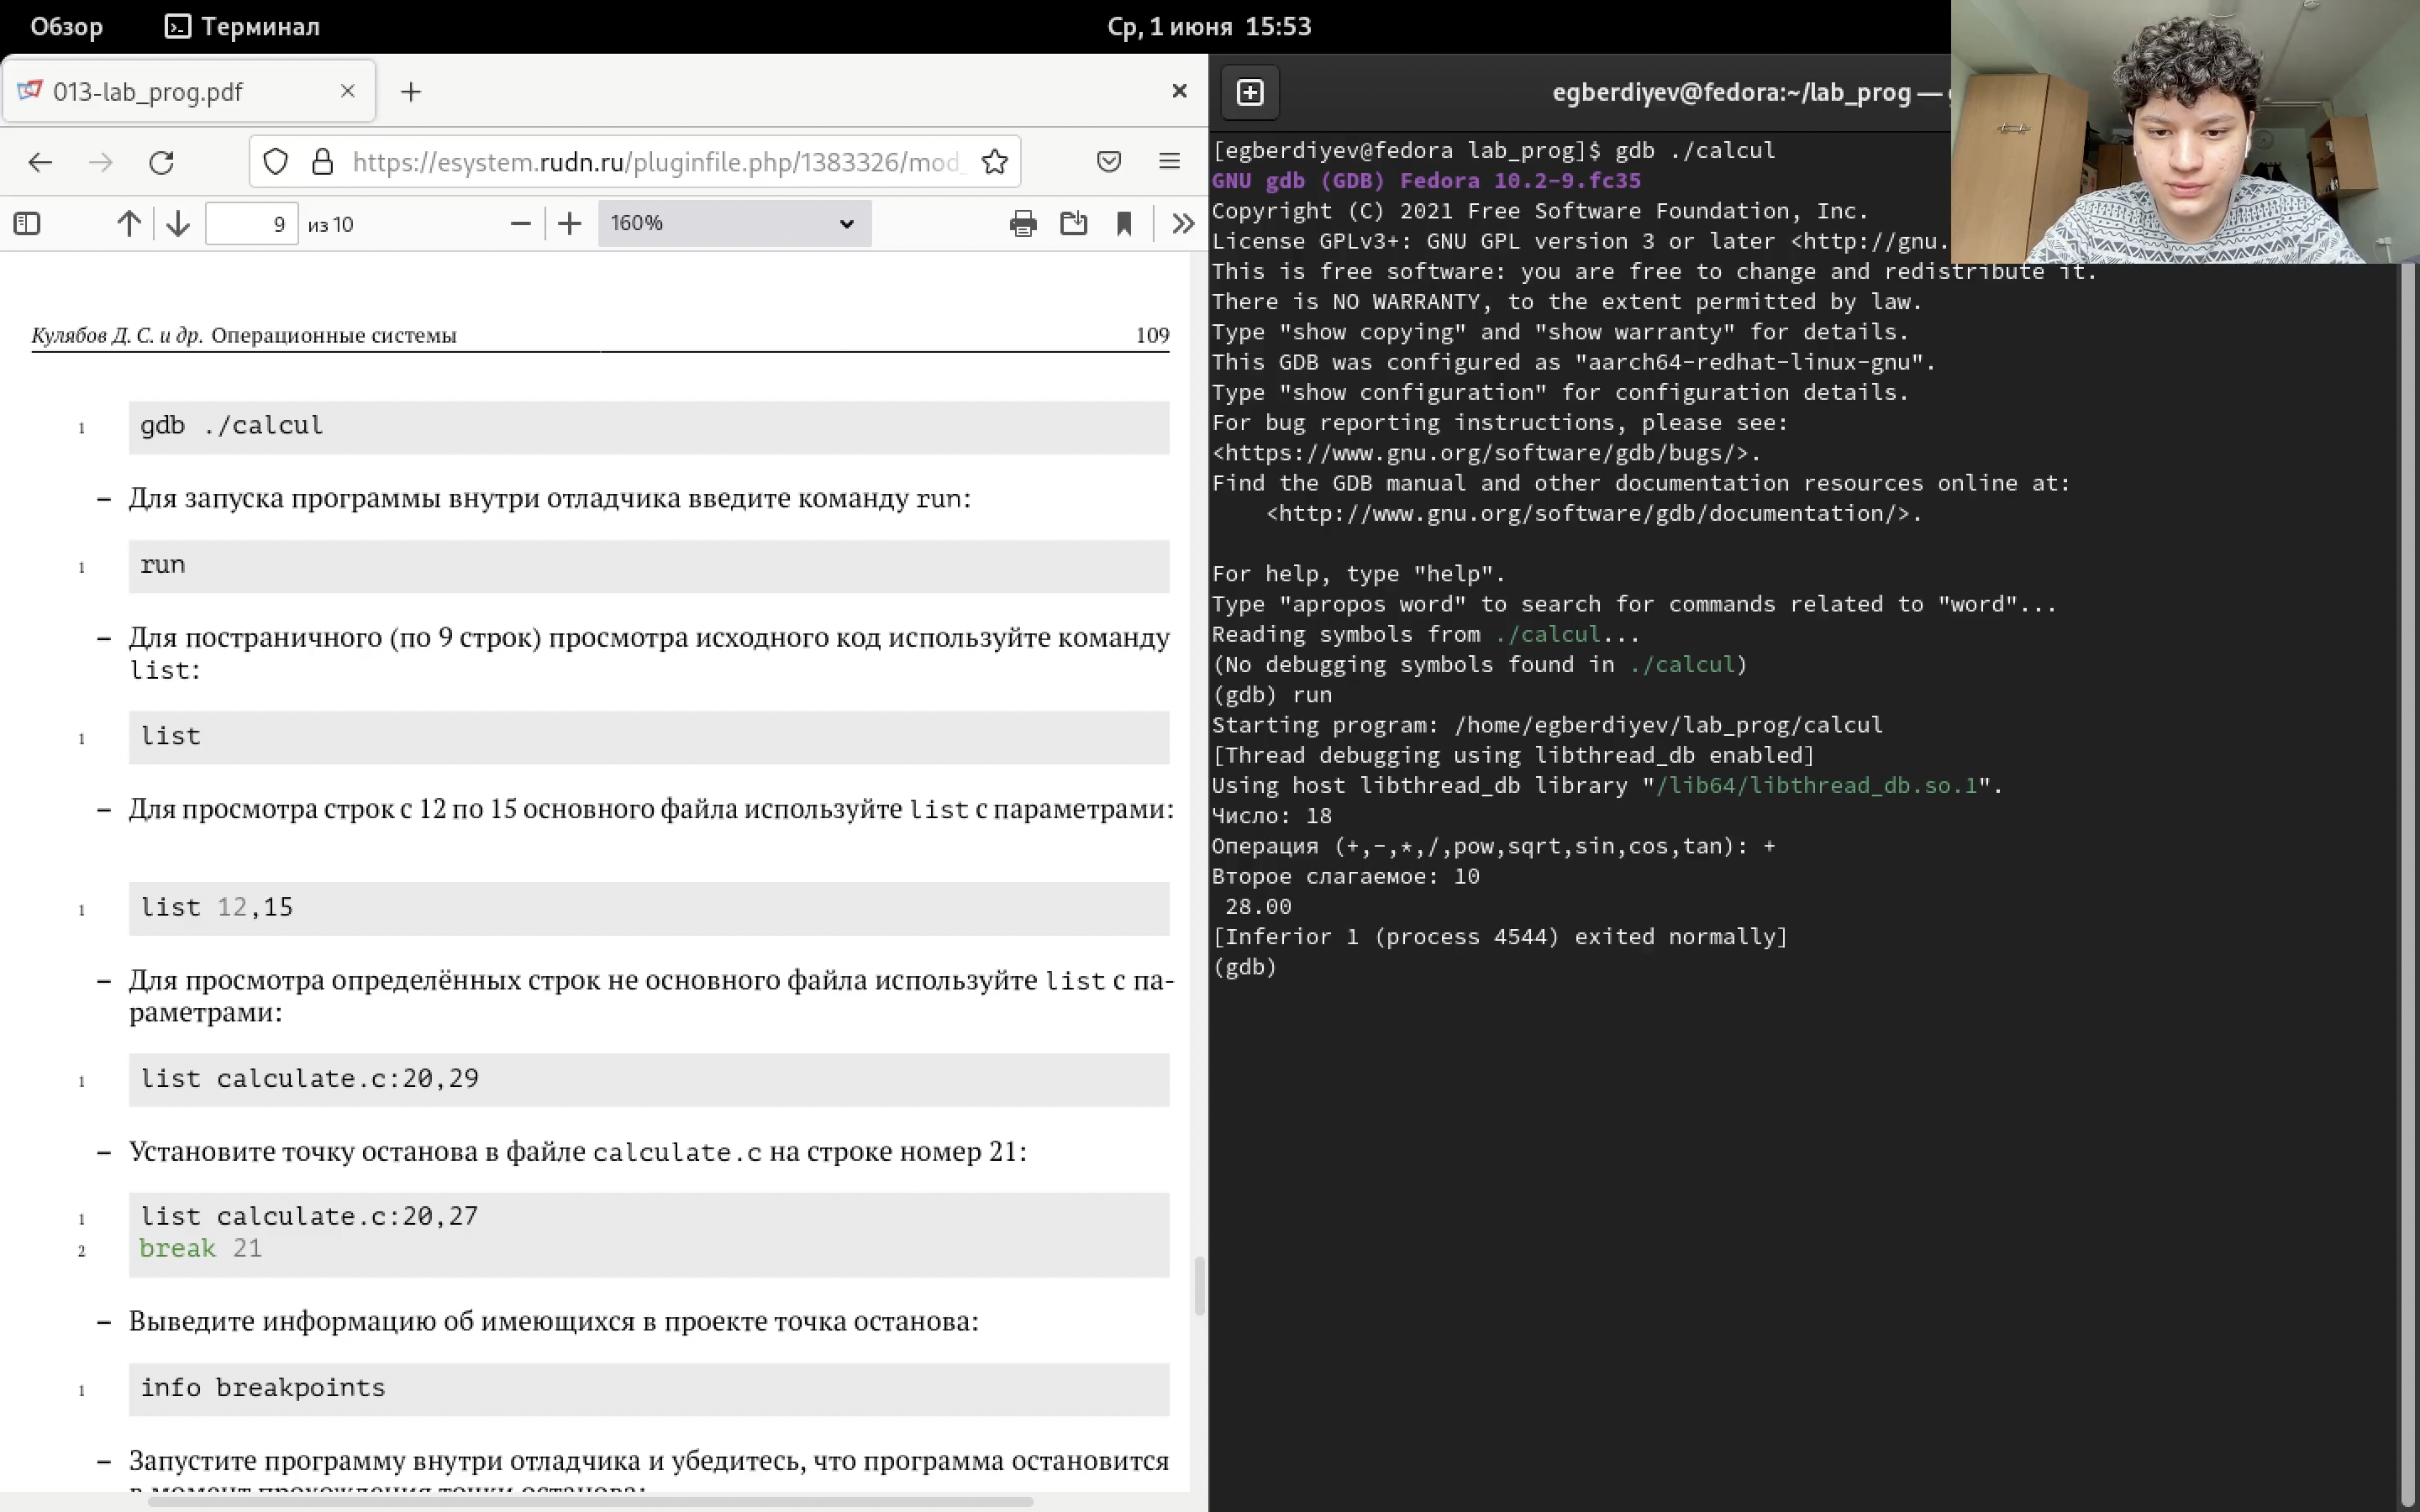 Обзор
Терминал
Ср, 1 июня 15:53
013-lab_prog.pdf
https://esystem.rudn.ru/pluginfile.php/1383326/mod_
9 из 10
160%
Кулябов Д. С. и др. Операционные системы 109
1 gdb ./calcul
– Для запуска программы внутри отладчика введите команду run:
1 run
– Для постраничного (по 9 строк) просмотра исходного код используйте команду
list:
1 list
– Для просмотра строк с 12 по 15 основного файла используйте list с параметрами:
1 list 12,15
– Для просмотра определённых строк не основного файла используйте list с па-
раметрами:
1 list calculate.c:20,29
– Установите точку останова в файле calculate.c на строке номер 21:
1 list calculate.c:20,27
2 break 21
– Выведите информацию об имеющихся в проекте точка останова:
1 info breakpoints
– Запустите программу внутри отладчика и убедитесь, что программа остановится
в момент прохождения точки останова:
egberdiyev@fedora:~/lab_prog —
[egberdiyev@fedora lab_prog]$ gdb ./calcul
GNU gdb (GDB) Fedora 10.2-9.fc35
Copyright (C) 2021 Free Software Foundation, Inc.
License GPLv3+: GNU GPL version 3 or later <http://gnu.
This is free software: you are free to change and redistribute it.
There is NO WARRANTY, to the extent permitted by law.
Type "show copying" and "show warranty" for details.
This GDB was configured as "aarch64-redhat-linux-gnu".
Type "show configuration" for configuration details.
For bug reporting instructions, please see:
<https://www.gnu.org/software/gdb/bugs/>.
Find the GDB manual and other documentation resources online at:
<http://www.gnu.org/software/gdb/documentation/>.
For help, type "help".
Type "apropos word" to search for commands related to "word"...
Reading symbols from ./calcul...
(No debugging symbols found in ./calcul)
(gdb) run
Starting program: /home/egberdiyev/lab_prog/calcul
[Thread debugging using libthread_db enabled]
Using host libthread_db library "/lib64/libthread_db.so.1".
Число: 18
Операция (+,-,*,/,pow,sqrt,sin,cos,tan): +
Второе слагаемое: 10
28.00
[Inferior 1 (process 4544) exited normally]
(gdb)